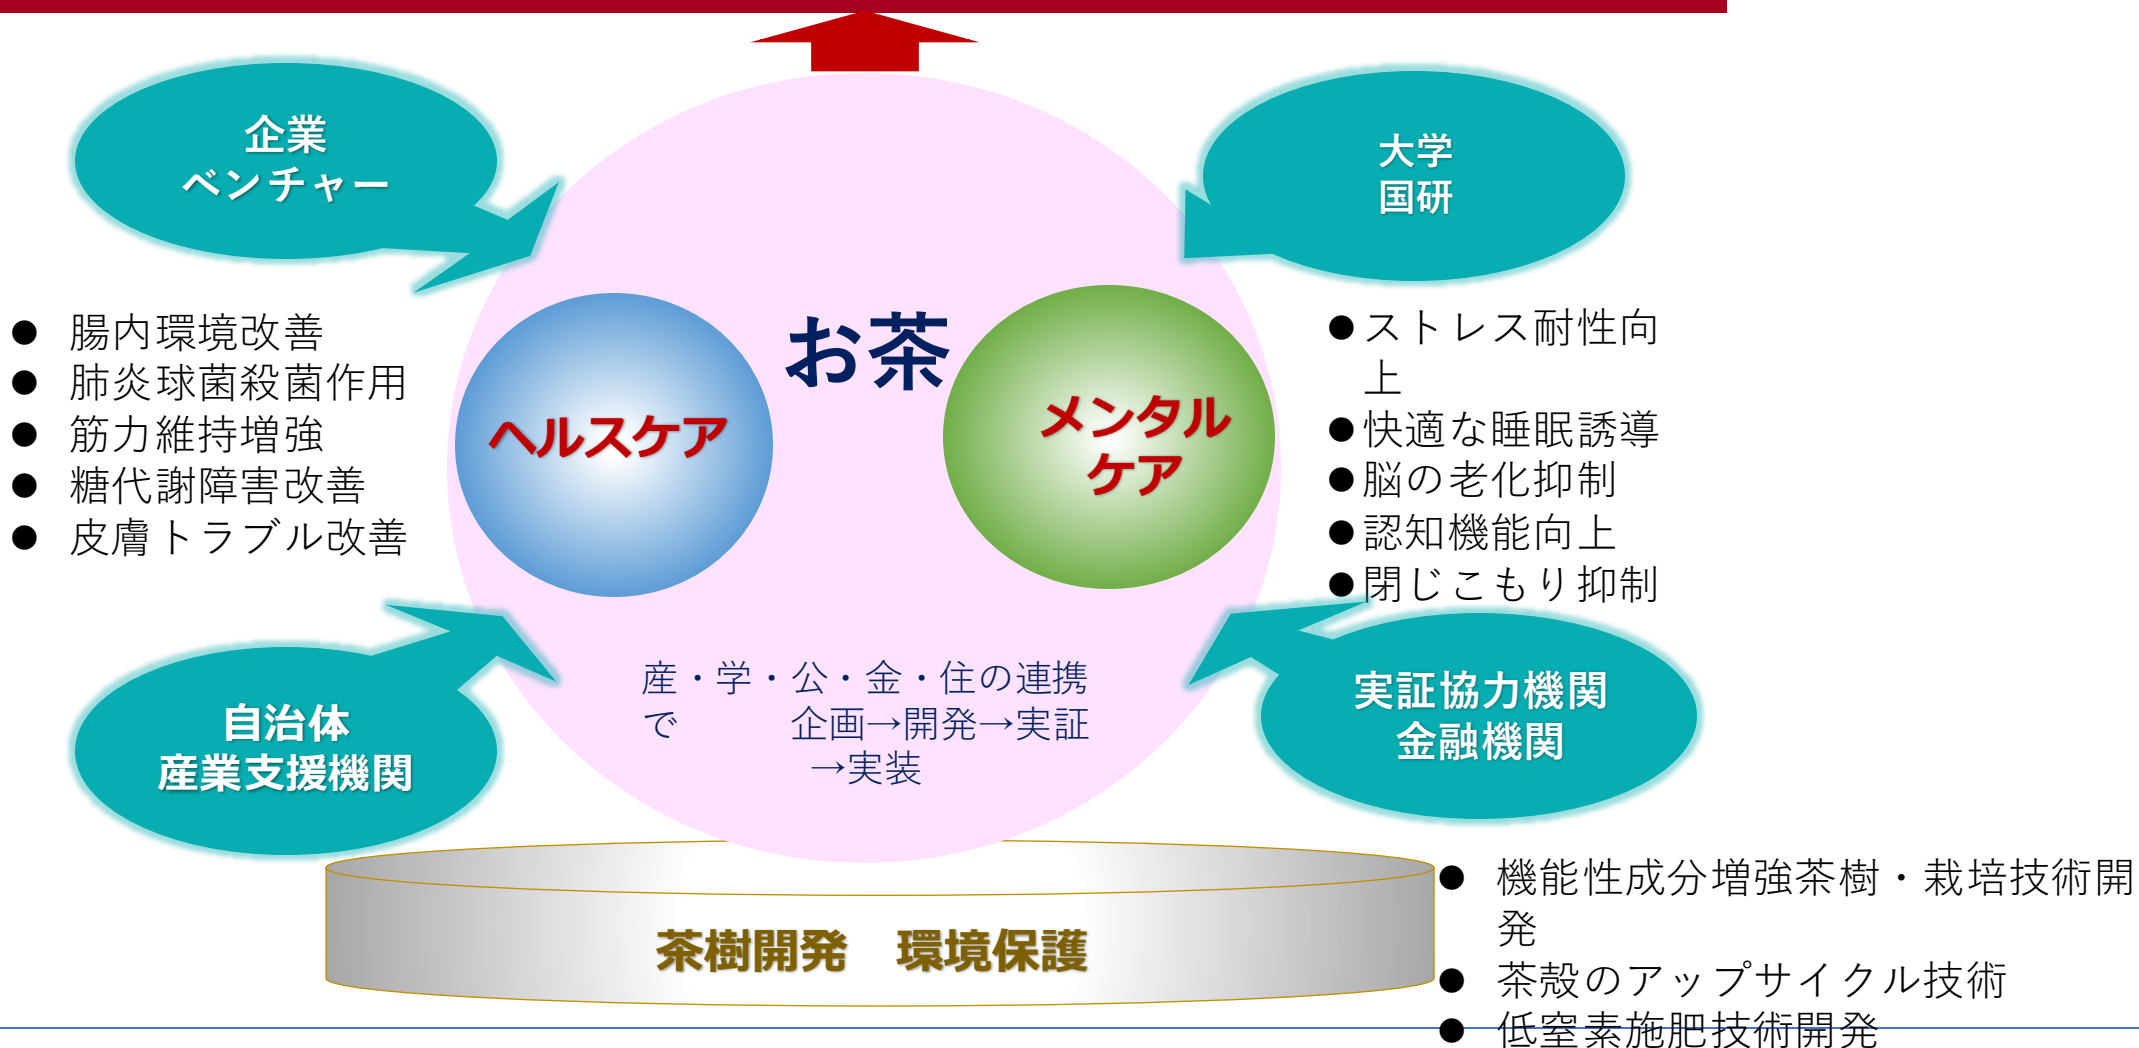 企業
ベンチャー
大学
国研
● 腸内環境改善
● 肺炎球菌殺菌作用
● 筋力維持増強
● 糖代謝障害改善
● 皮膚トラブル改善
お茶
ヘルスケア
メンタル
ケア
●ストレス耐性向
上
●快適な睡眠誘導
●脳の老化抑制
●認知機能向上
●閉じこもり抑制
産・学・公・金・住の連携
で　　　企画→開発→実証
→実装
自治体
産業支援機関
実証協力機関
金融機関
茶樹開発　環境保護
● 機能性成分増強茶樹・栽培技術開
発
● 茶殻のアップサイクル技術
● 低窒素施肥技術開発